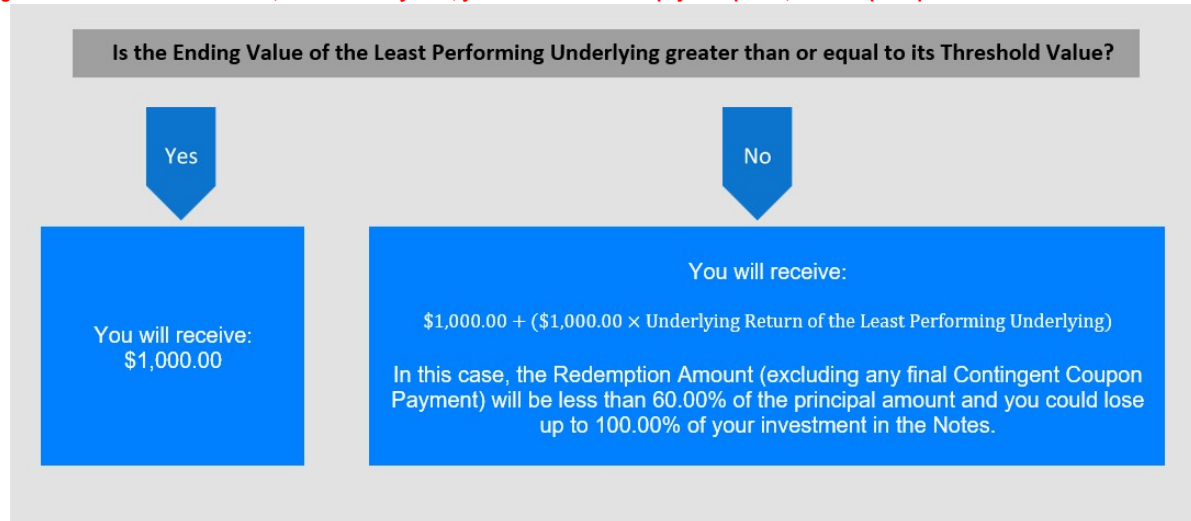 Is the Ending Value of the Least Performing Underlying greater than or equal to its Threshold Value?
Yes
No
You will receive:
$1,000.00
You will receive:
$1,000.00 + ($1,000.00 × Underlying Return of the Least Performing Underlying)
In this case, the Redemption Amount (excluding any final Contingent Coupon
Payment) will be less than 60.00% of the principal amount and you could lose
up to 100.00% of your investment in the Notes.